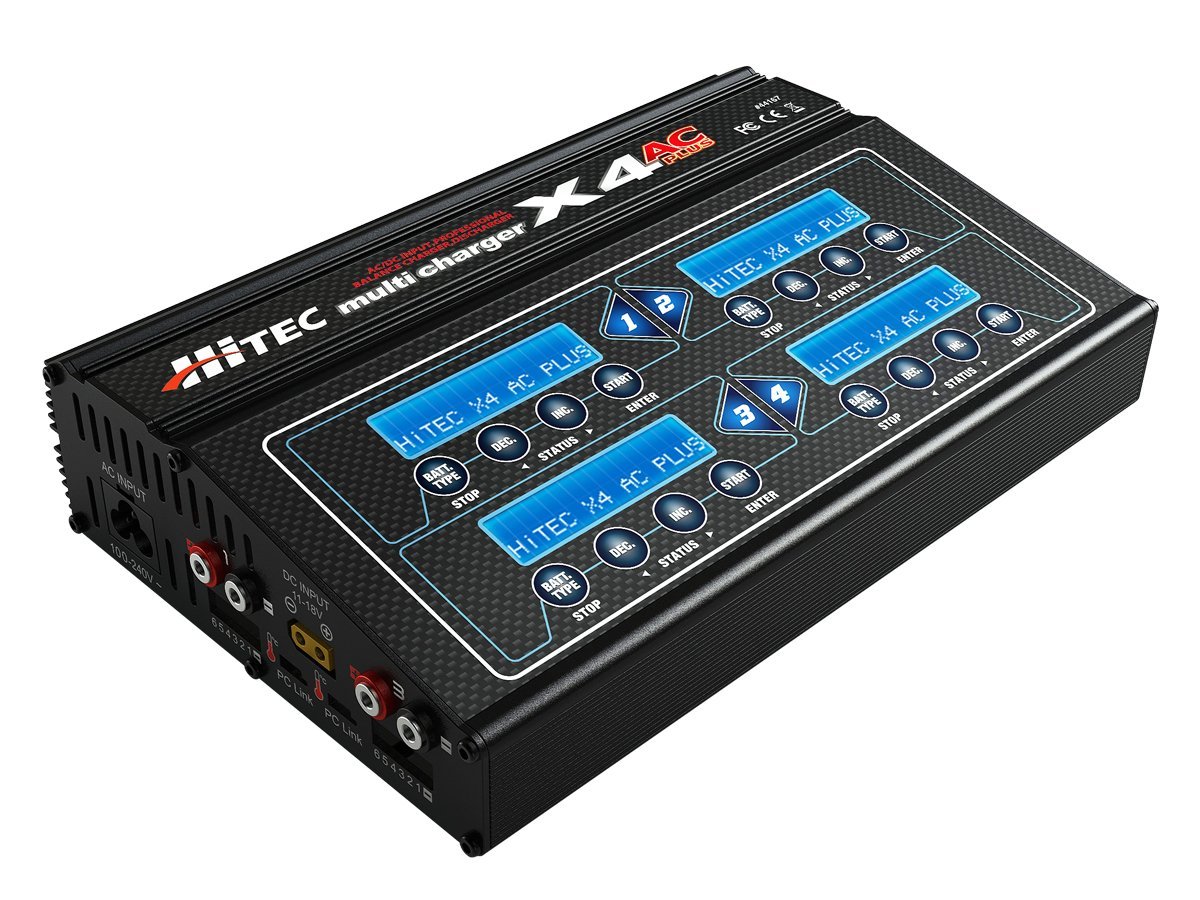 #44167
FC CE
AC/DC INPUT,PROFESSIONAL
BALANCE CHARGER,DISCHARGER
HiTEC multi charger X4 AC PLUS
1 2
HiTEC X4 AC PLUS
BATT. TYPE DEC. INC. START
STOP ◄ STATUS ► ENTER
HiTEC X4 AC PLUS
BATT. TYPE DEC. INC. START
STOP ◄ STATUS ► ENTER
3 4
HiTEC X4 AC PLUS
BATT. TYPE DEC. INC. START
STOP ◄ STATUS ► ENTER
HiTEC X4 AC PLUS
BATT. TYPE DEC. INC. START
STOP ◄ STATUS ► ENTER
AC INPUT
100-240V ~
DC INPUT
11-18V
654321
PC Link
PC Link
3
654321